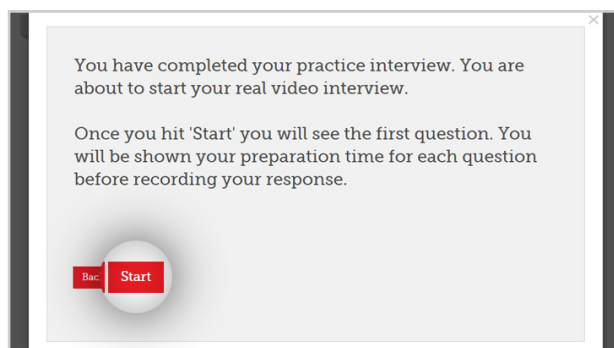 You have completed your practice interview. You are
about to start your real video interview.
Once you hit 'Start' you will see the first question. You
will be shown your preparation time for each question
before recording your response.
Bac Start